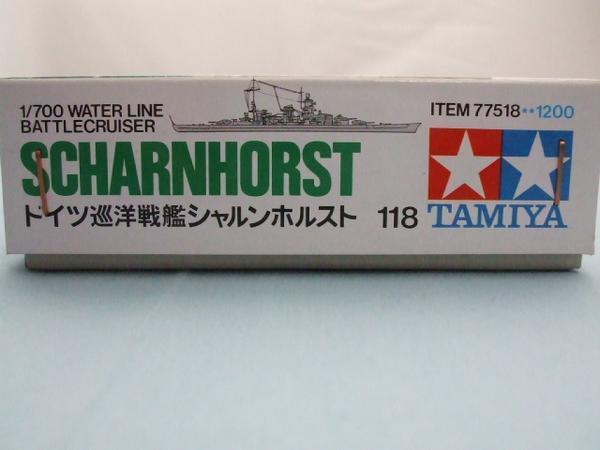 1/700 WATER LINE
BATTLECRUISER
SCHARNHORST
ドイツ巡洋戦艦シャルンホルスト 118
ITEM 77518**1200
TAMIYA